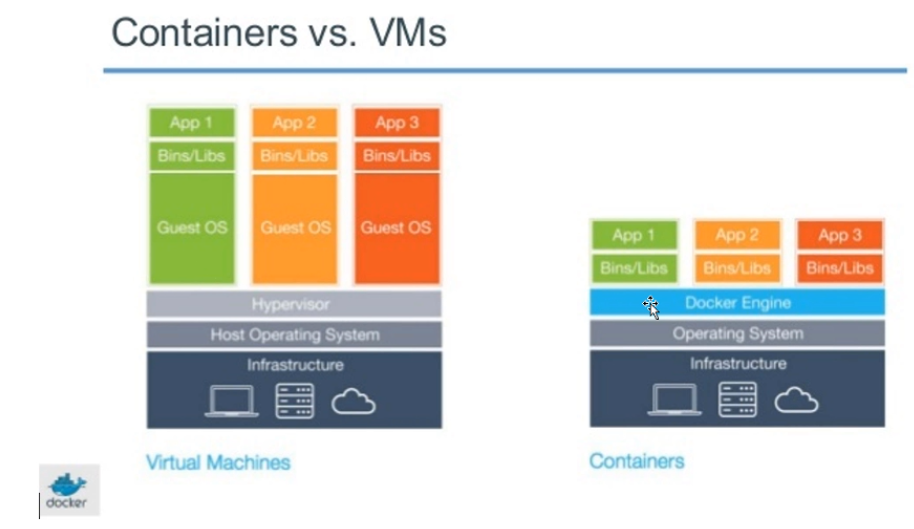 Containers vs. VMs
App 1 App 2 App 3
Bins/Libs Bins/Libs Bins/Libs
Guest OS Guest OS Guest OS
Hypervisor
Host Operating System
Infrastructure
Virtual Machines
App 1 App 2 App 3
Bins/Libs Bins/Libs Bins/Libs
Docker Engine
Operating System
Infrastructure
Containers
docker